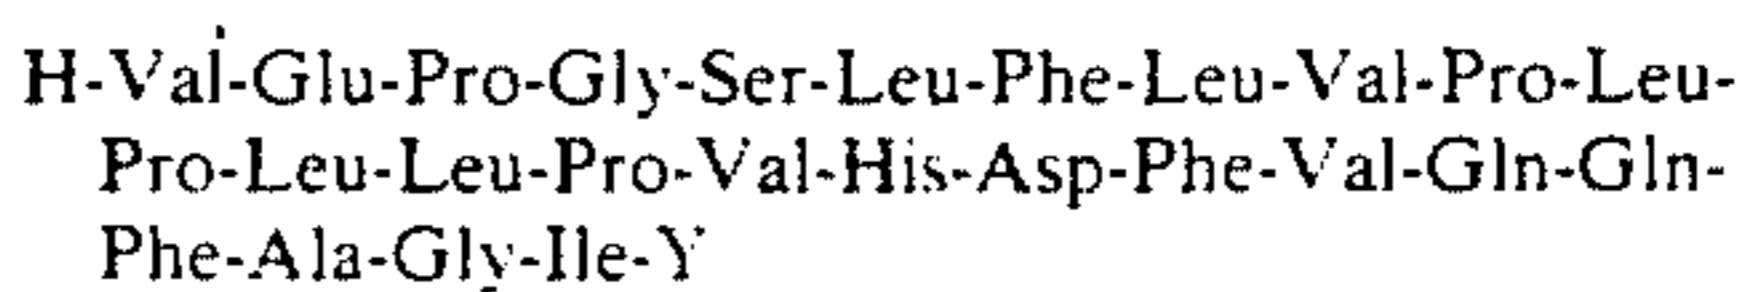 H-Val-Glu-Pro-Gly-Ser-Leu-Phe-Leu-Val-Pro-Leu-
Pro-Leu-Leu-Pro-Val-His-Asp-Phe-Val-Gln-Gln-
Phe-Ala-Gly-Ile-Y